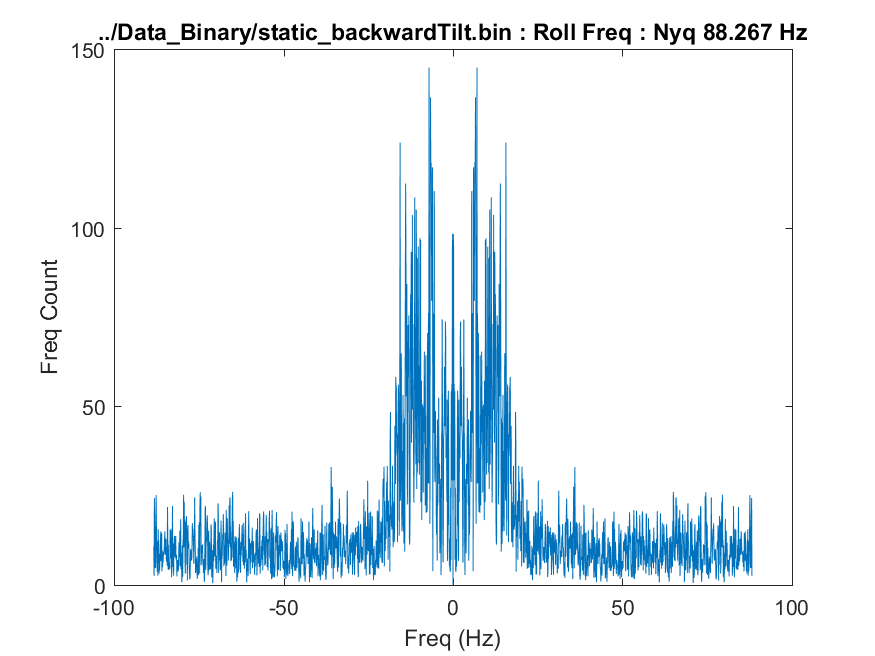 ../Data_Binary/static_backwardTilt.bin : Roll Freq : Nyq 88.267 Hz
150
100
50
0
Freq Count
-100 -50 0 50 100
Freq (Hz)